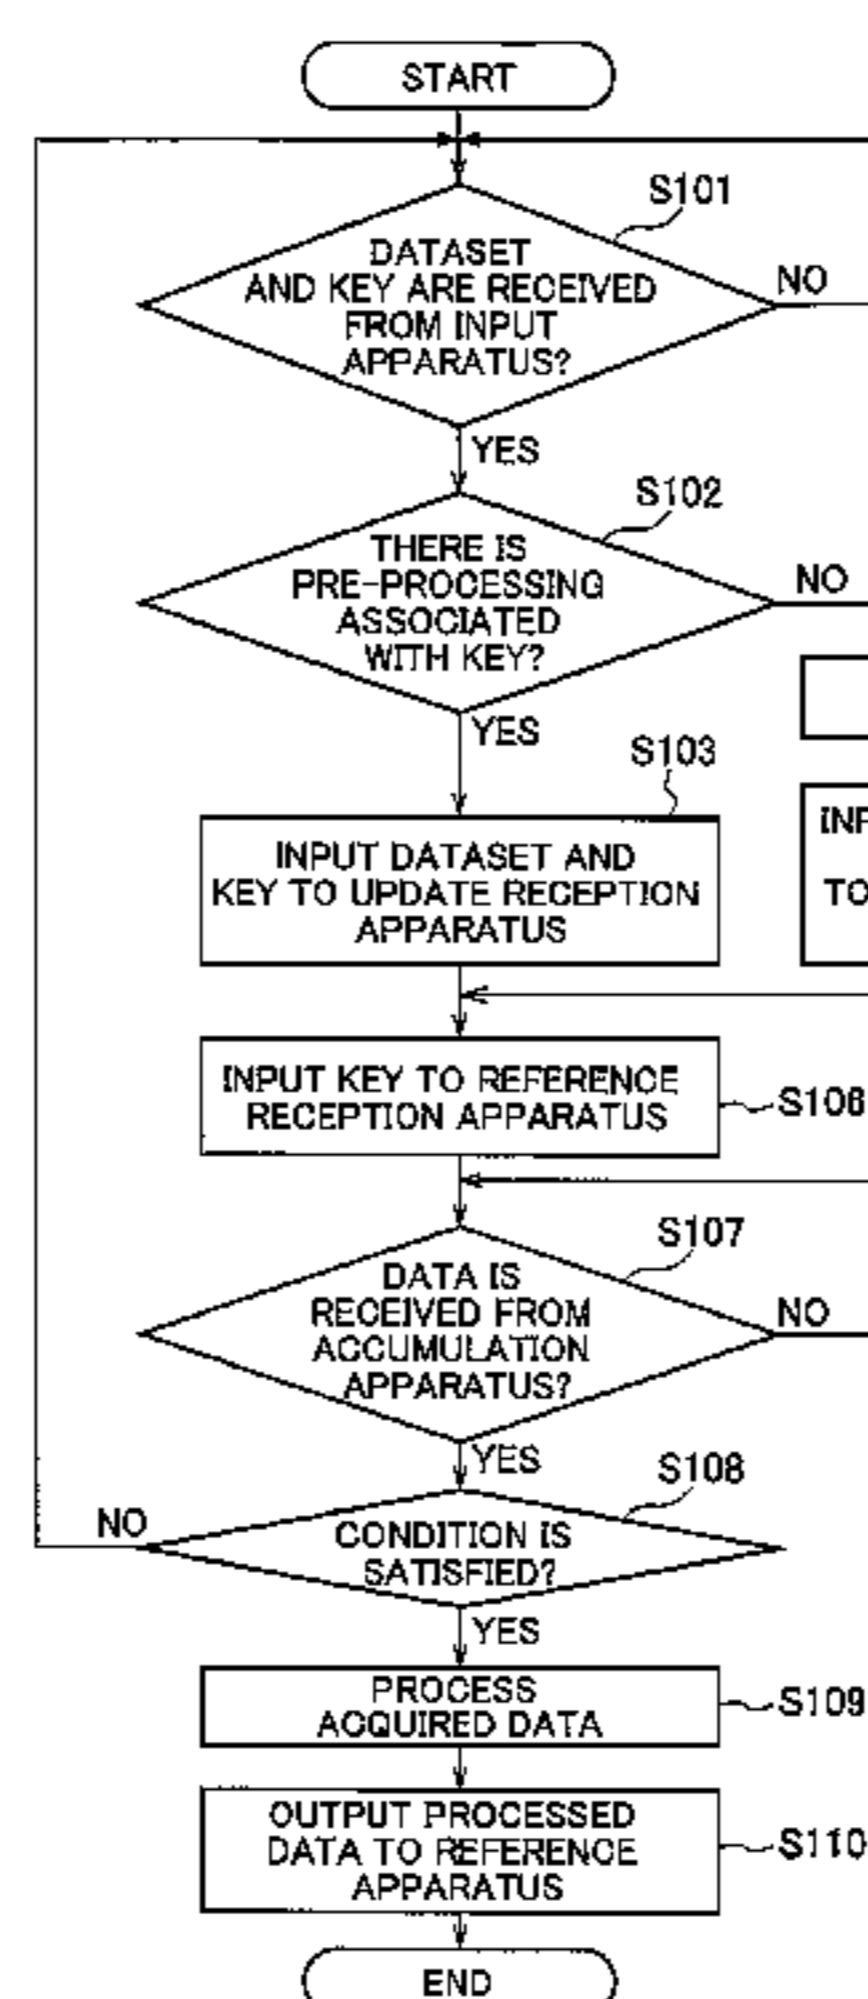 START
S101
DATASET
AND KEY ARE RECEIVED
FROM INPUT
APPARATUS?
NO
YES
S102
THERE IS
PRE-PROCESSING
ASSOCIATED
WITH KEY?
NO
YES
S103
INPUT DATASET AND
KEY TO UPDATE RECEPTION
APPARATUS
INP
TO
INPUT KEY TO REFERENCE
RECEPTION APPARATUS
S106
S107
DATA IS
RECEIVED FROM
ACCUMULATION
APPARATUS?
NO
YES
S108
CONDITION IS
SATISFIED?
NO
YES
PROCESS
ACQUIRED DATA
S109
OUTPUT PROCESSED
DATA TO REFERENCE
APPARATUS
S110
END